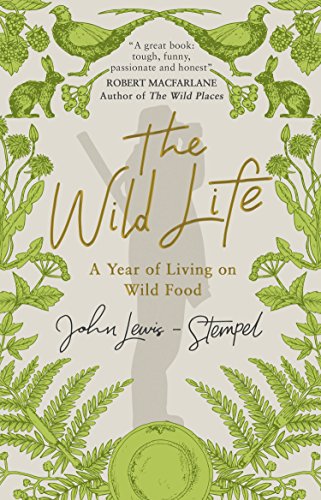 “A great book:
tough, funny,
passionate and honest”
ROBERT MACFARLANE
Author of The Wild Places
the
Wild Life
A Year of Living on
Wild Food
John Lewis-Stempel